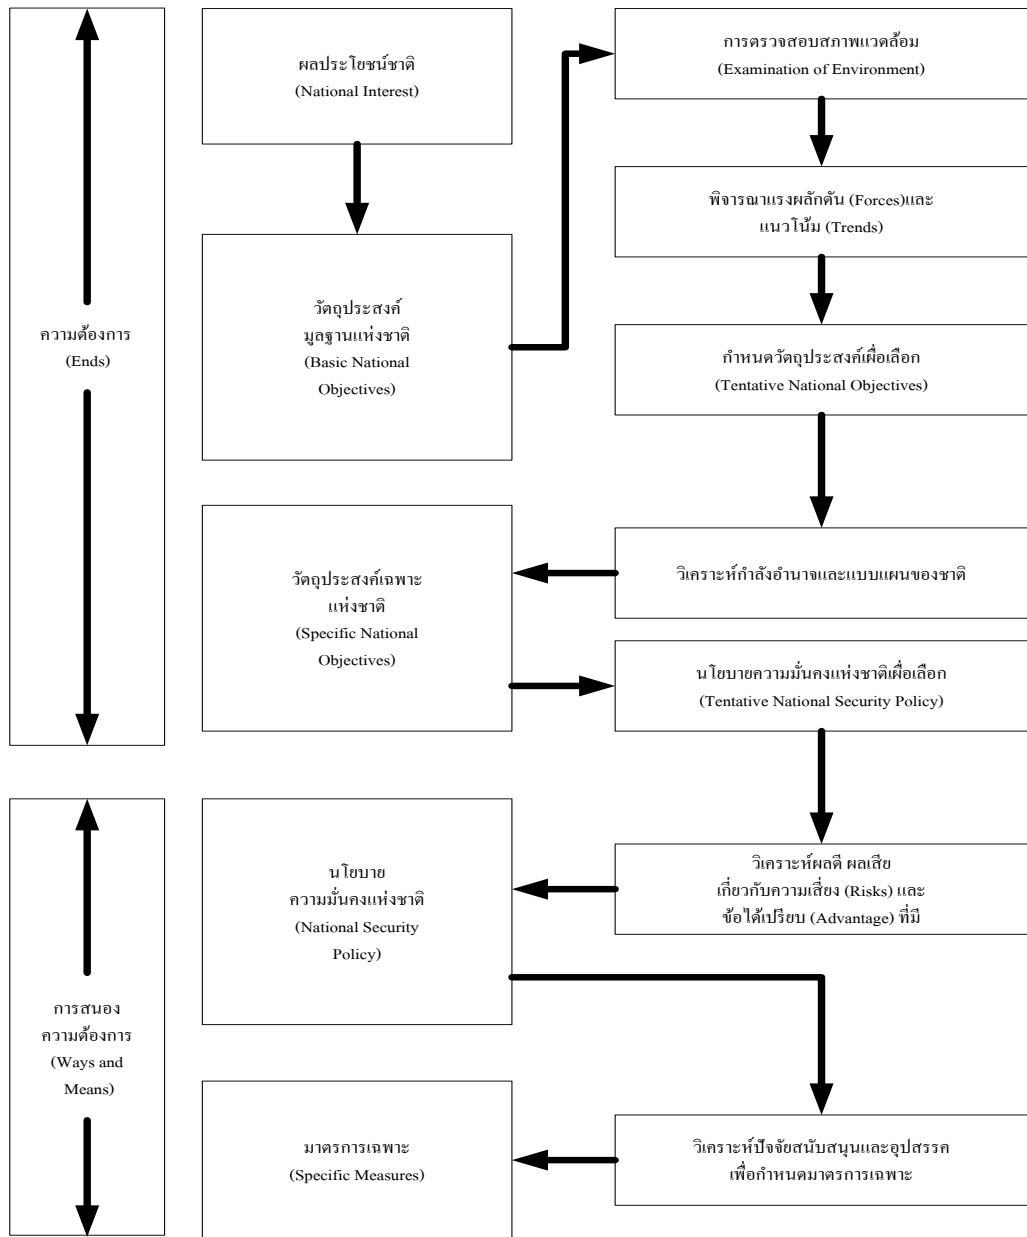 ผลประโยชน์ชาติ
(National Interest)
การตรวจสอบสภาพแวดล้อม
(Examination of Environment)
พิจารณาแรงผลักดัน (Forces)และ
แนวโน้ม (Trends)
วัตถุประสงค์
มูลฐานแห่งชาติ
(Basic National
Objectives)
ความต้องการ
(Ends)
กำหนดวัตถุประสงค์เผื่อเลือก
(Tentative National Objectives)
วัตถุประสงค์เฉพาะ
แห่งชาติ
(Specific National
Objectives)
วิเคราะห์กำลังอำนาจและแบบแผนของชาติ
นโยบายความมั่นคงแห่งชาติเผื่อเลือก
(Tentative National Security Policy)
นโยบาย
ความมั่นคงแห่งชาติ
(National Security
Policy)
วิเคราะห์ผลดี ผลเสีย
เกี่ยวกับความเสี่ยง (Risks) และ
ข้อได้เปรียบ (Advantage) ที่มี
การสนอง
ความต้องการ
(Ways and
Means)
มาตรการเฉพาะ
(Specific Measures)
วิเคราะห์ปัจจัยสนับสนุนและอุปสรรค
เพื่อกำหนดมาตรการเฉพาะ